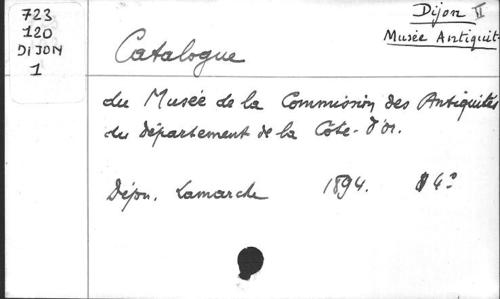 723
120
DIJON
1
Dijon II
Musée Antiquit
Catalogue
du Musée de la Commission des Antiquités
du département de la Côte-d'Or.
Dijon. Lamarche 1894. 4º